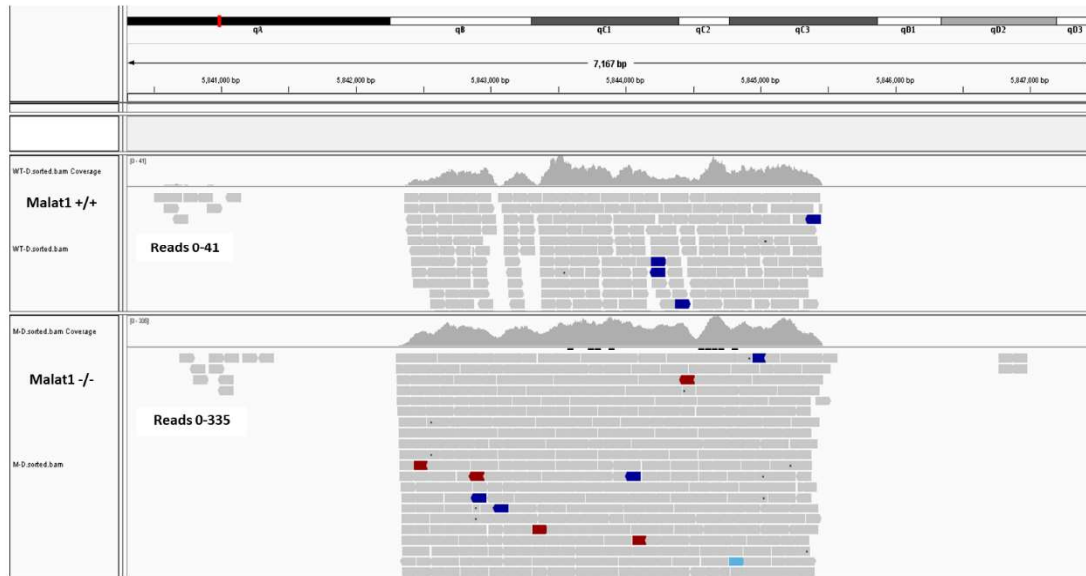 qA qB qC1 qC2 qC3 qD1 qD2 qD3
7,167 bp
5,841,000 bp 5,842,000 bp 5,843,000 bp 5,844,000 bp 5,845,000 bp 5,846,000 bp 5,847,000 bp
[0 - 41]
WT-D.sorted.bam Coverage
Malat1 +/+
Reads 0-41
WT-D.sorted.bam
[0 - 335]
M-D.sorted.bam Coverage
Malat1 -/-
Reads 0-335
M-D.sorted.bam